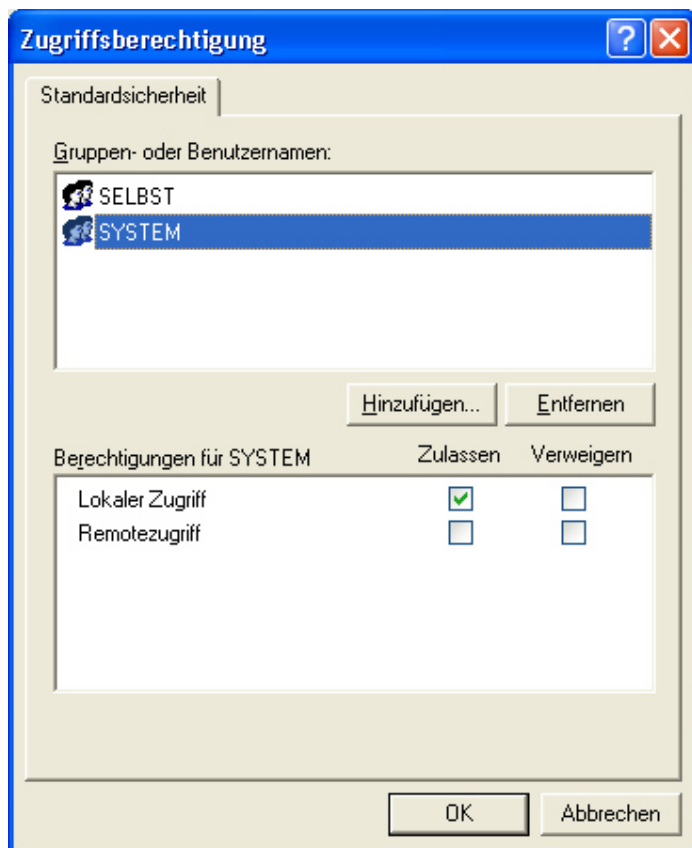 Zugriffsberechtigung
Standardsicherheit
Gruppen- oder Benutzernamen:
SELBST
SYSTEM
Hinzufügen... Entfernen
Berechtigungen für SYSTEM Zulassen Verweigern
Lokaler Zugriff
Remotezugriff
OK Abbrechen